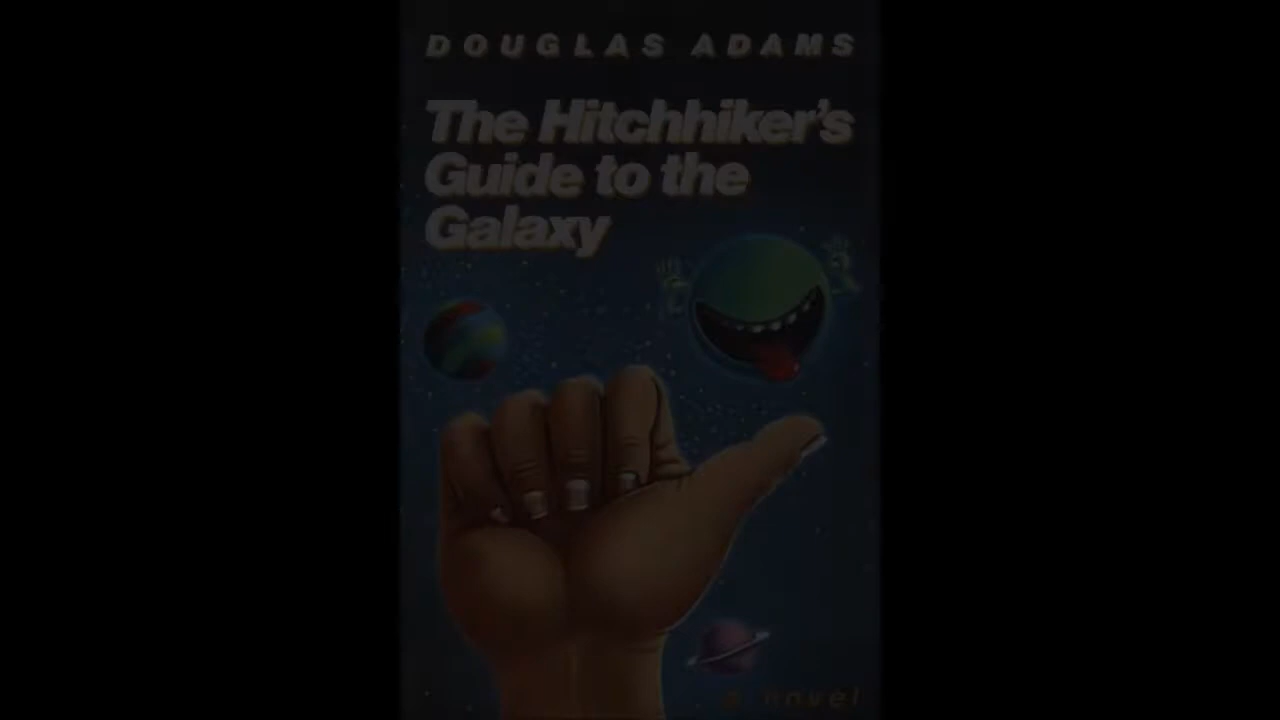 DOUGLAS ADAMS
The Hitchhiker's
Guide to the
Galaxy
a novel